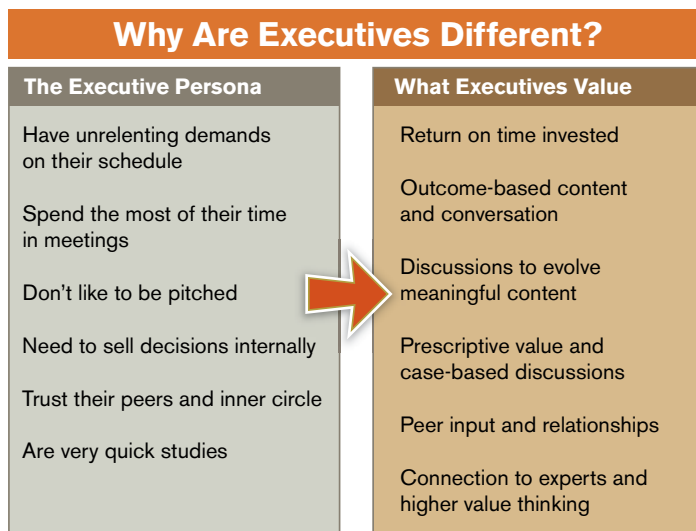 Why Are Executives Different?
The Executive Persona
Have unrelenting demands
on their schedule
Spend the most of their time
in meetings
Don't like to be pitched
Need to sell decisions internally
Trust their peers and inner circle
Are very quick studies
What Executives Value
Return on time invested
Outcome-based content
and conversation
Discussions to evolve
meaningful content
Prescriptive value and
case-based discussions
Peer input and relationships
Connection to experts and
higher value thinking